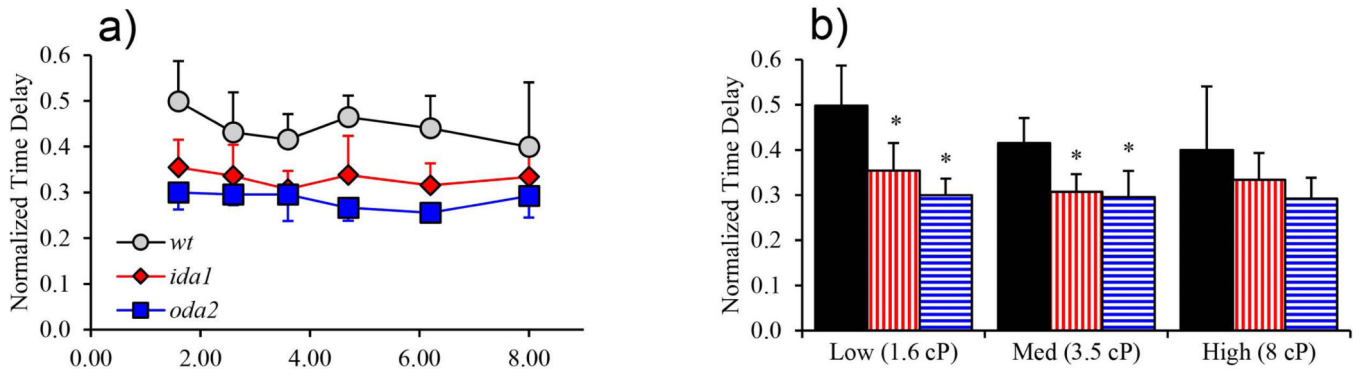 a)
Normalized Time Delay
0.6
0.5
0.4
0.3
0.2
0.1
0.0
wt
ida1
oda2
0.00 2.00 4.00 6.00 8.00
b)
Normalized Time Delay
0.6
0.5
0.4
0.3
0.2
0.1
0.0
* * * *
Low (1.6 cP) Med (3.5 cP) High (8 cP)